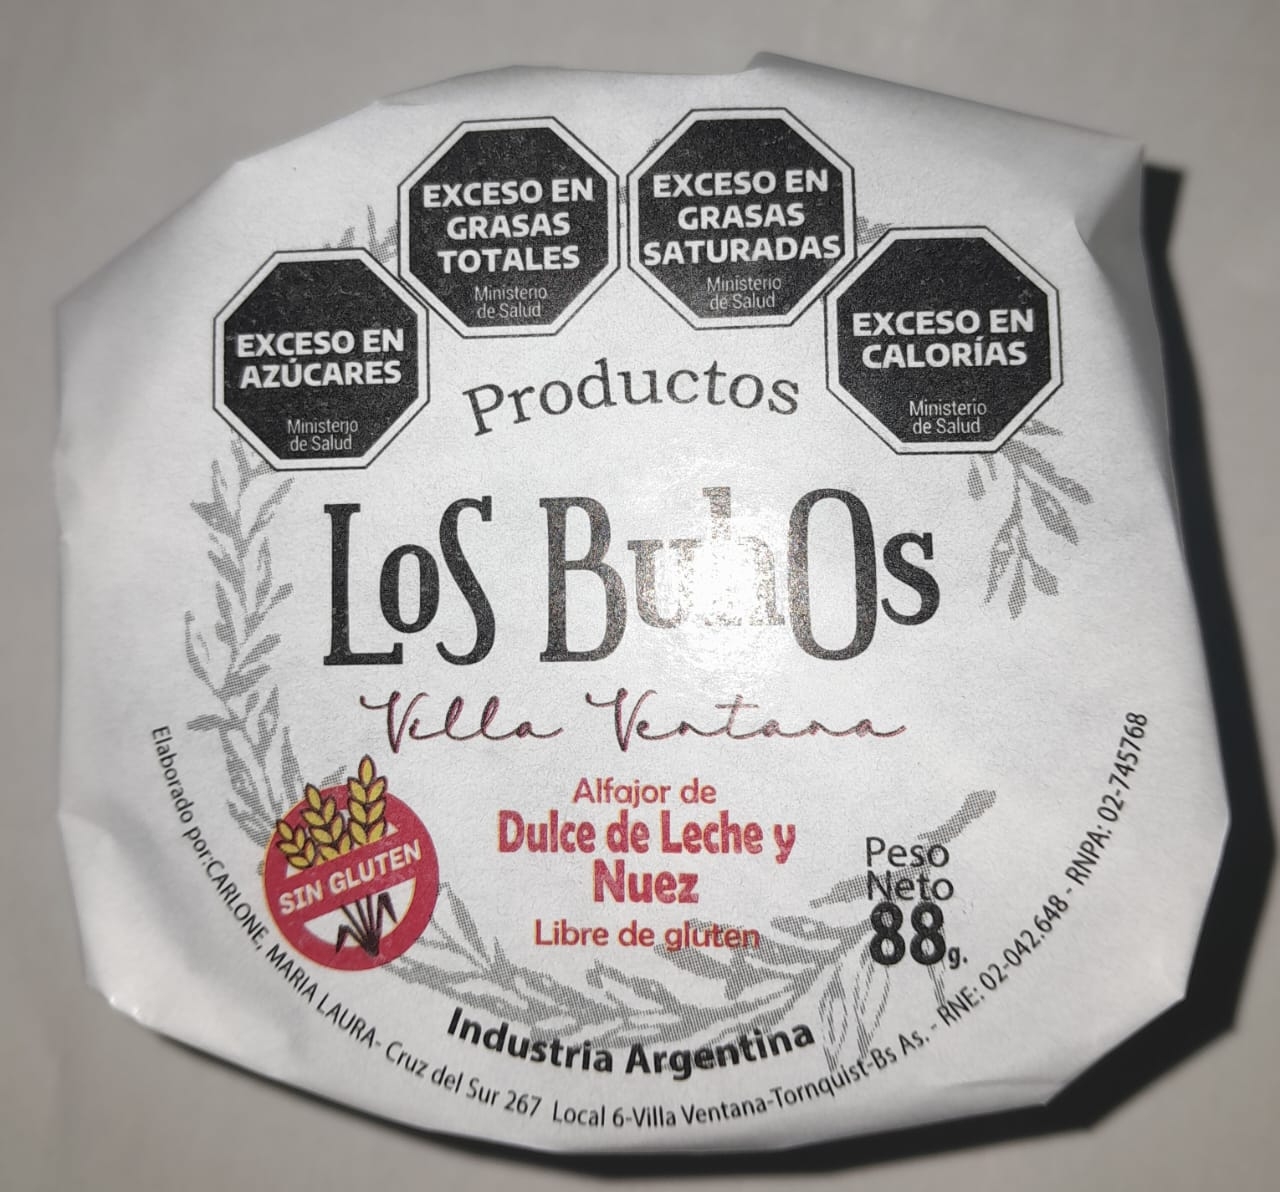 EXCESO EN
AZÚCARES
Ministerio
de Salud
EXCESO EN
GRASAS
TOTALES
Ministerio
de Salud
EXCESO EN
GRASAS
SATURADAS
Ministerio
de Salud
EXCESO EN
CALORÍAS
Ministerio
de Salud
Productos
LoS BuhOs
Villa Ventana
SIN GLUTEN
Alfajor de
Dulce de Leche y
Nuez
Libre de gluten
Peso
Neto
88g.
Industria Argentina
Elaborado por:CARLONE, MARIA LAURA- Cruz del Sur 267 Local 6-Villa Ventana-Tornquist-Bs As. - RNE: 02-042.648 - RNPA: 02-745768